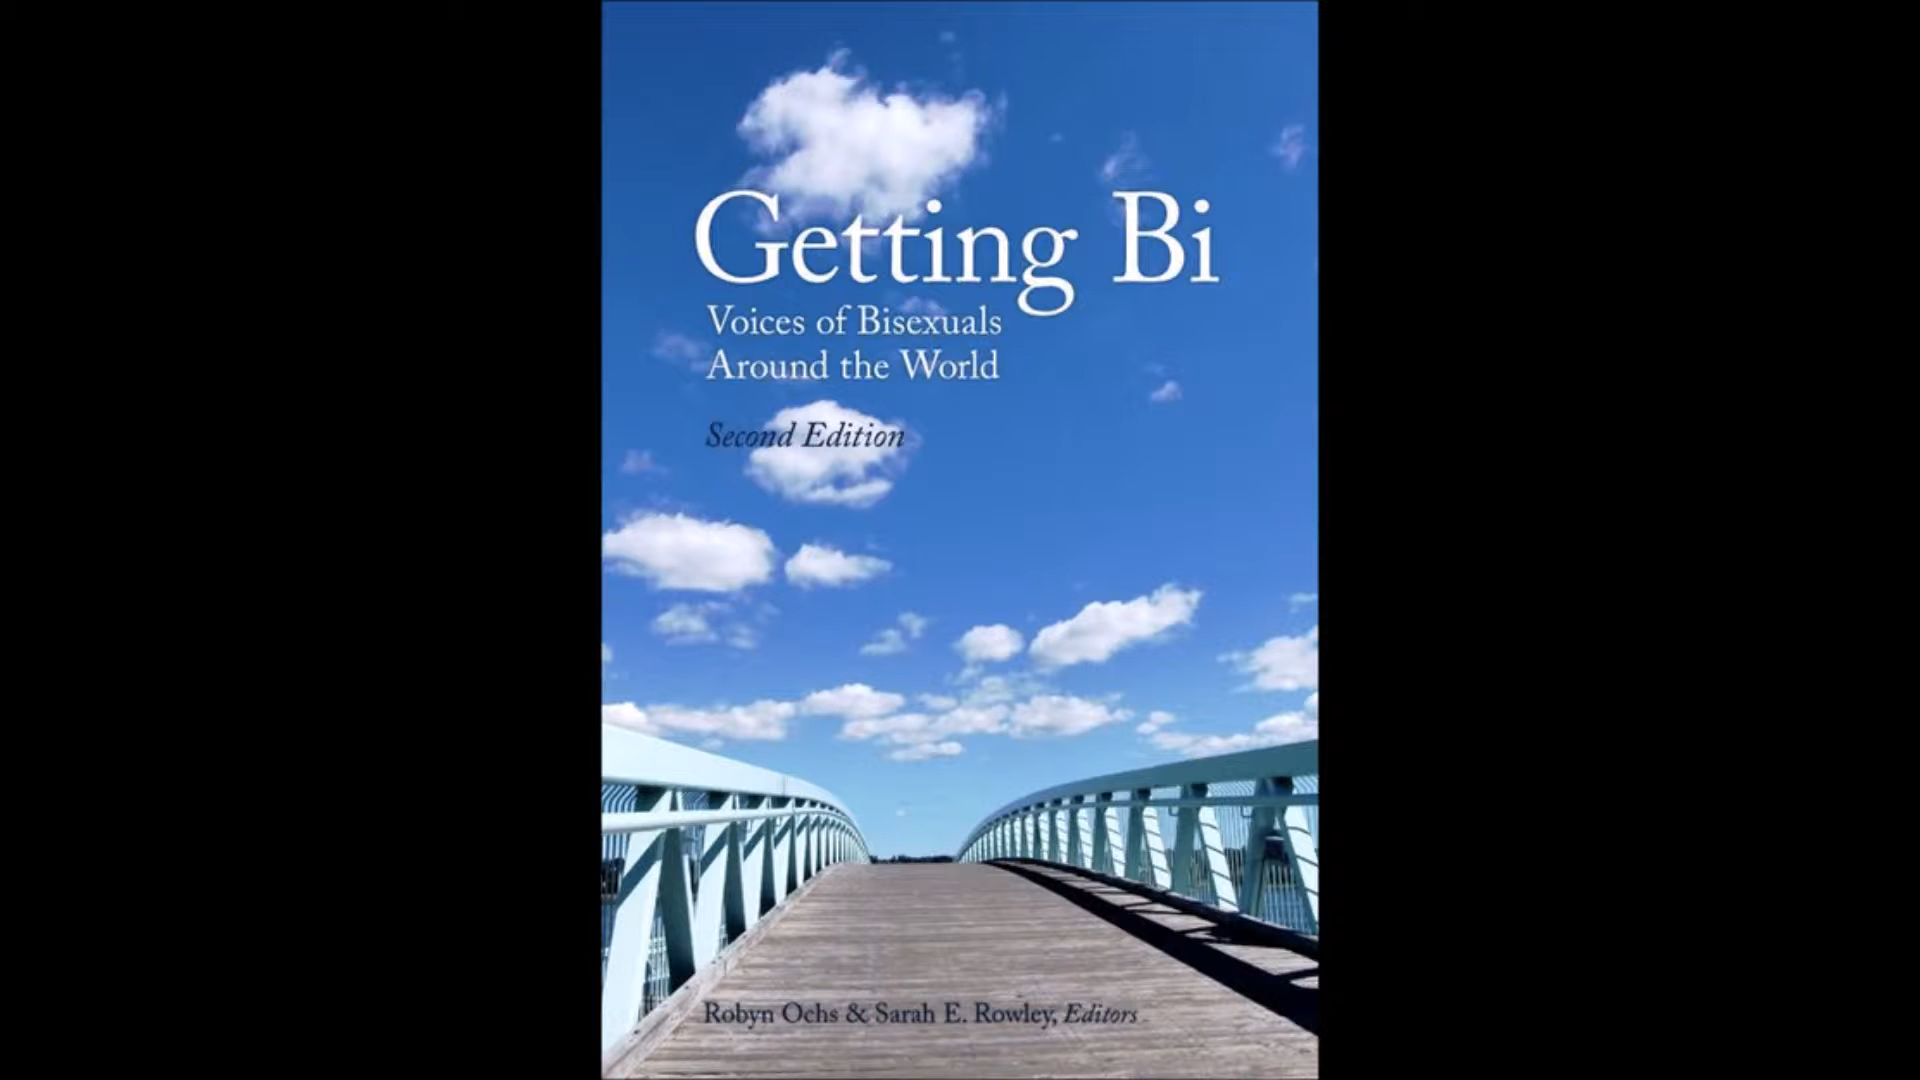 Getting Bi
Voices of Bisexuals
Around the World
Second Edition
Robyn Ochs & Sarah E. Rowley, Editors